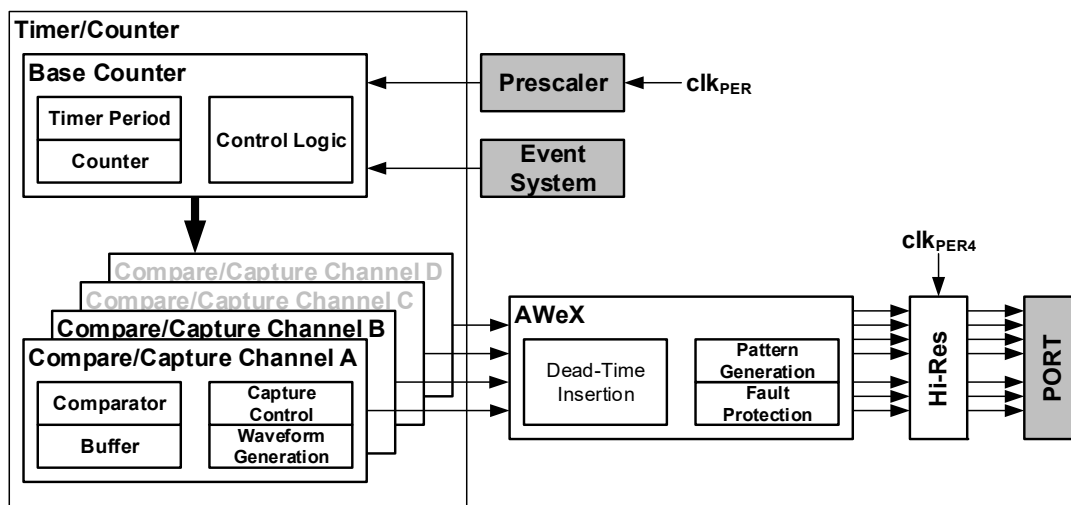 Timer/Counter
Base Counter
Timer Period
Counter
Control Logic
Prescaler
clkPER
Event
System
Compare/Capture Channel D
Compare/Capture Channel C
Compare/Capture Channel B
Compare/Capture Channel A
Comparator
Buffer
Capture
Control
Waveform
Generation
AWeX
Dead-Time
Insertion
Pattern
Generation
Fault
Protection
clkPER4
Hi-Res
PORT